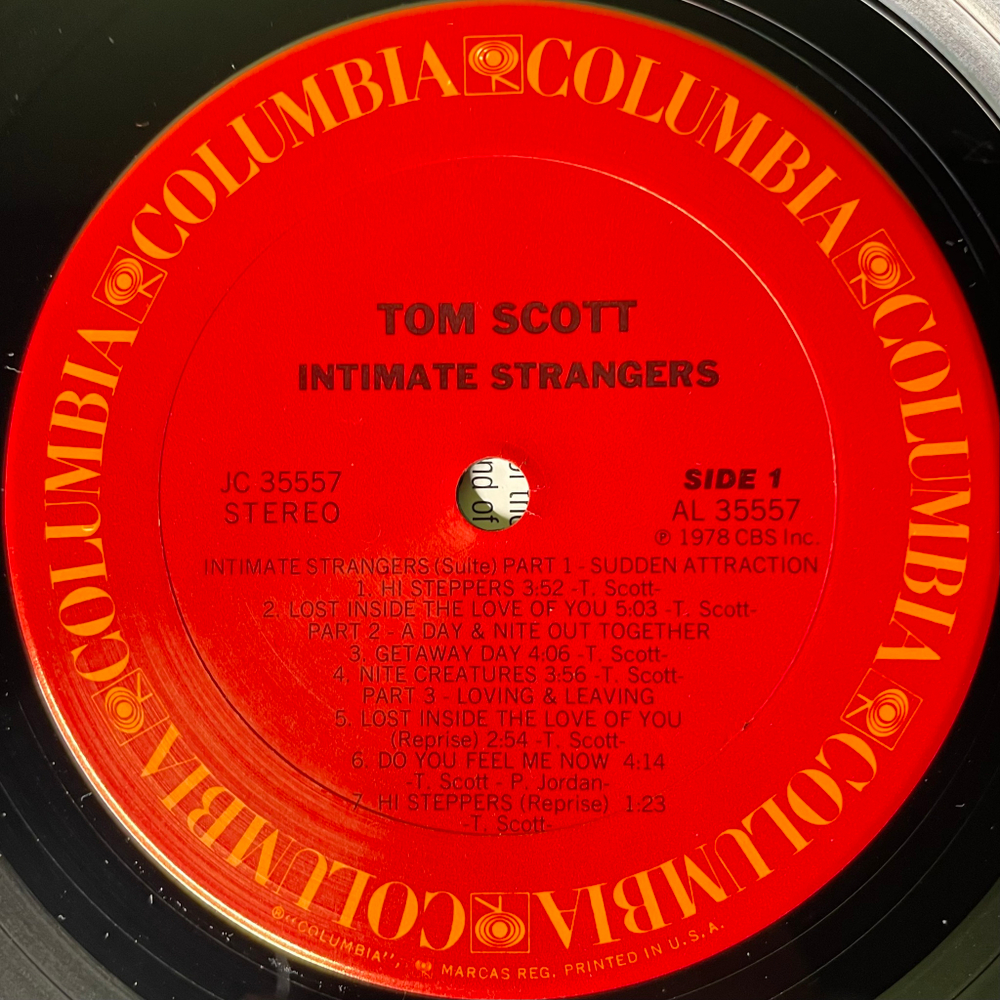 COLUMBIA COLUMBIA COLUMBIA COLUMBIA COLUMBIA COLUMBIA COLUMBIA COLUMBIA
TOM SCOTT
INTIMATE STRANGERS
JC 35557
STEREO
nd of
or the
SIDE 1
AL 35557
℗ 1978 CBS Inc.
INTIMATE STRANGERS (Suite) PART 1 - SUDDEN ATTRACTION
1. HI STEPPERS 3:52 -T. Scott-
2. LOST INSIDE THE LOVE OF YOU 5:03 -T. Scott-
PART 2 - A DAY & NITE OUT TOGETHER
3. GETAWAY DAY 4:06 -T. Scott-
4. NITE CREATURES 3:56 -T. Scott-
PART 3 - LOVING & LEAVING
5. LOST INSIDE THE LOVE OF YOU
(Reprise) 2:54 -T. Scott-
6. DO YOU FEEL ME NOW 4:14
-T. Scott - P. Jordan-
7. HI STEPPERS (Reprise) 1:23
-T. Scott-
® "COLUMBIA", MARCAS REG. PRINTED IN U.S.A.